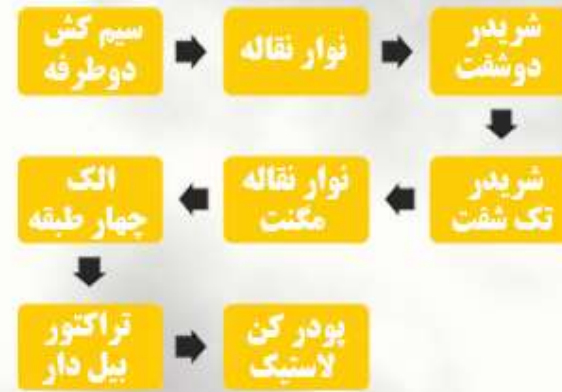 سیم کش
دوطرفه
نوار نقاله
شریدر
دوشفت
شریدر
تک شفت
نوار نقاله
مگنت
الک
چهار طبقه
تراکتور
بیل دار
پودر کن
لاستیک